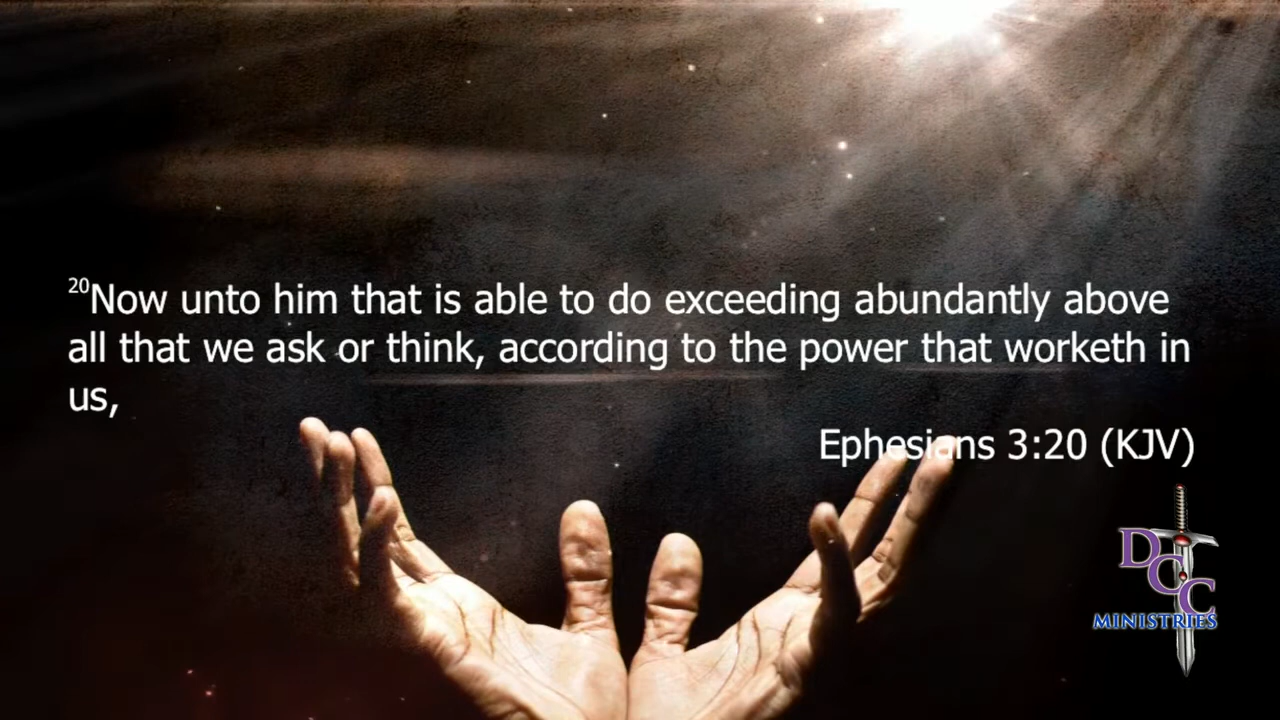 20Now unto him that is able to do exceeding abundantly above
all that we ask or think, according to the power that worketh in
us,
Ephesians 3:20 (KJV)
DCC
MINISTRIES